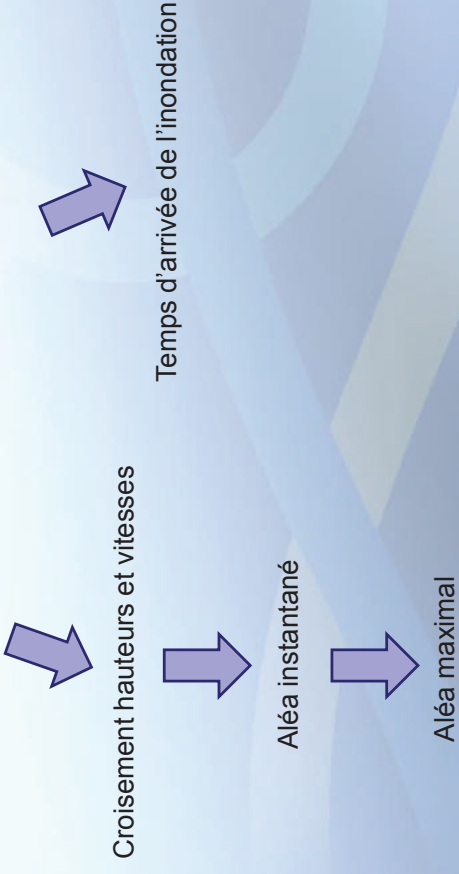 Croisement hauteurs et vitesses
Aléa instantané
Aléa maximal
Temps d'arrivée de l'inondation